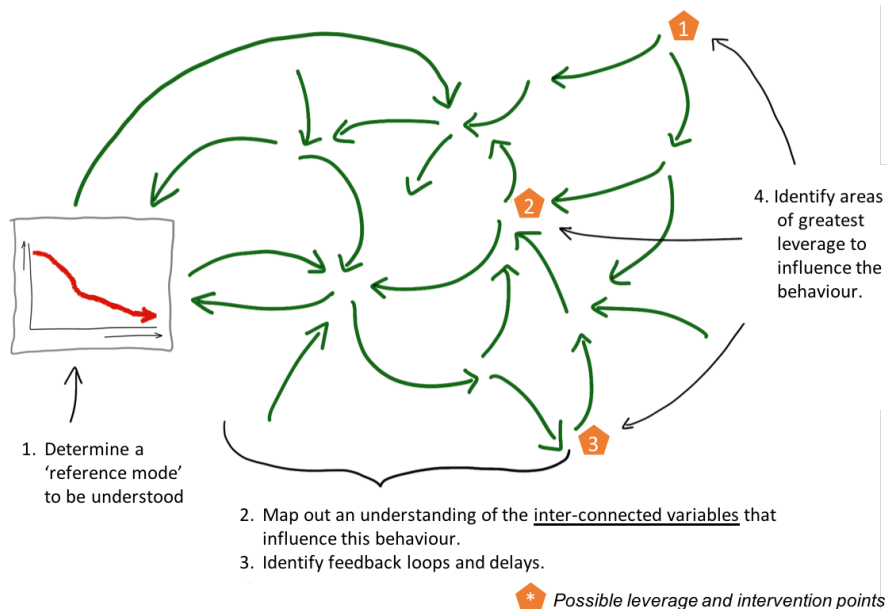 1
2
3
4. Identify areas
of greatest
leverage to
influence the
behaviour.
1. Determine a
‘reference mode’
to be understood
2. Map out an understanding of the inter-connected variables that
influence this behaviour.
3. Identify feedback loops and delays.
* Possible leverage and intervention points